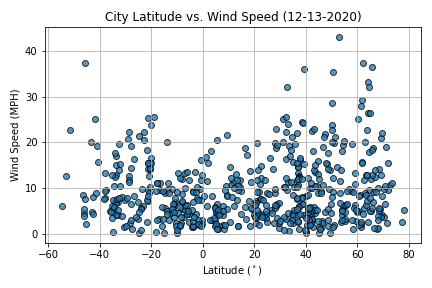 City Latitude vs. Wind Speed (12-13-2020)
Wind Speed (MPH)
40
30
20
10
0
−60 −40 −20 0 20 40 60 80
Latitude (°)